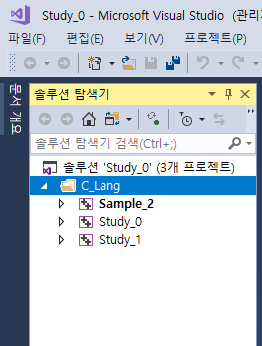 Study_0 - Microsoft Visual Studio (관리
파일(F) 편집(E) 보기(V) 프로젝트(P)
문서 개요
솔루션 탐색기
솔루션 탐색기 검색(Ctrl+;)
솔루션 'Study_0' (3개 프로젝트)
C_Lang
Sample_2
Study_0
Study_1